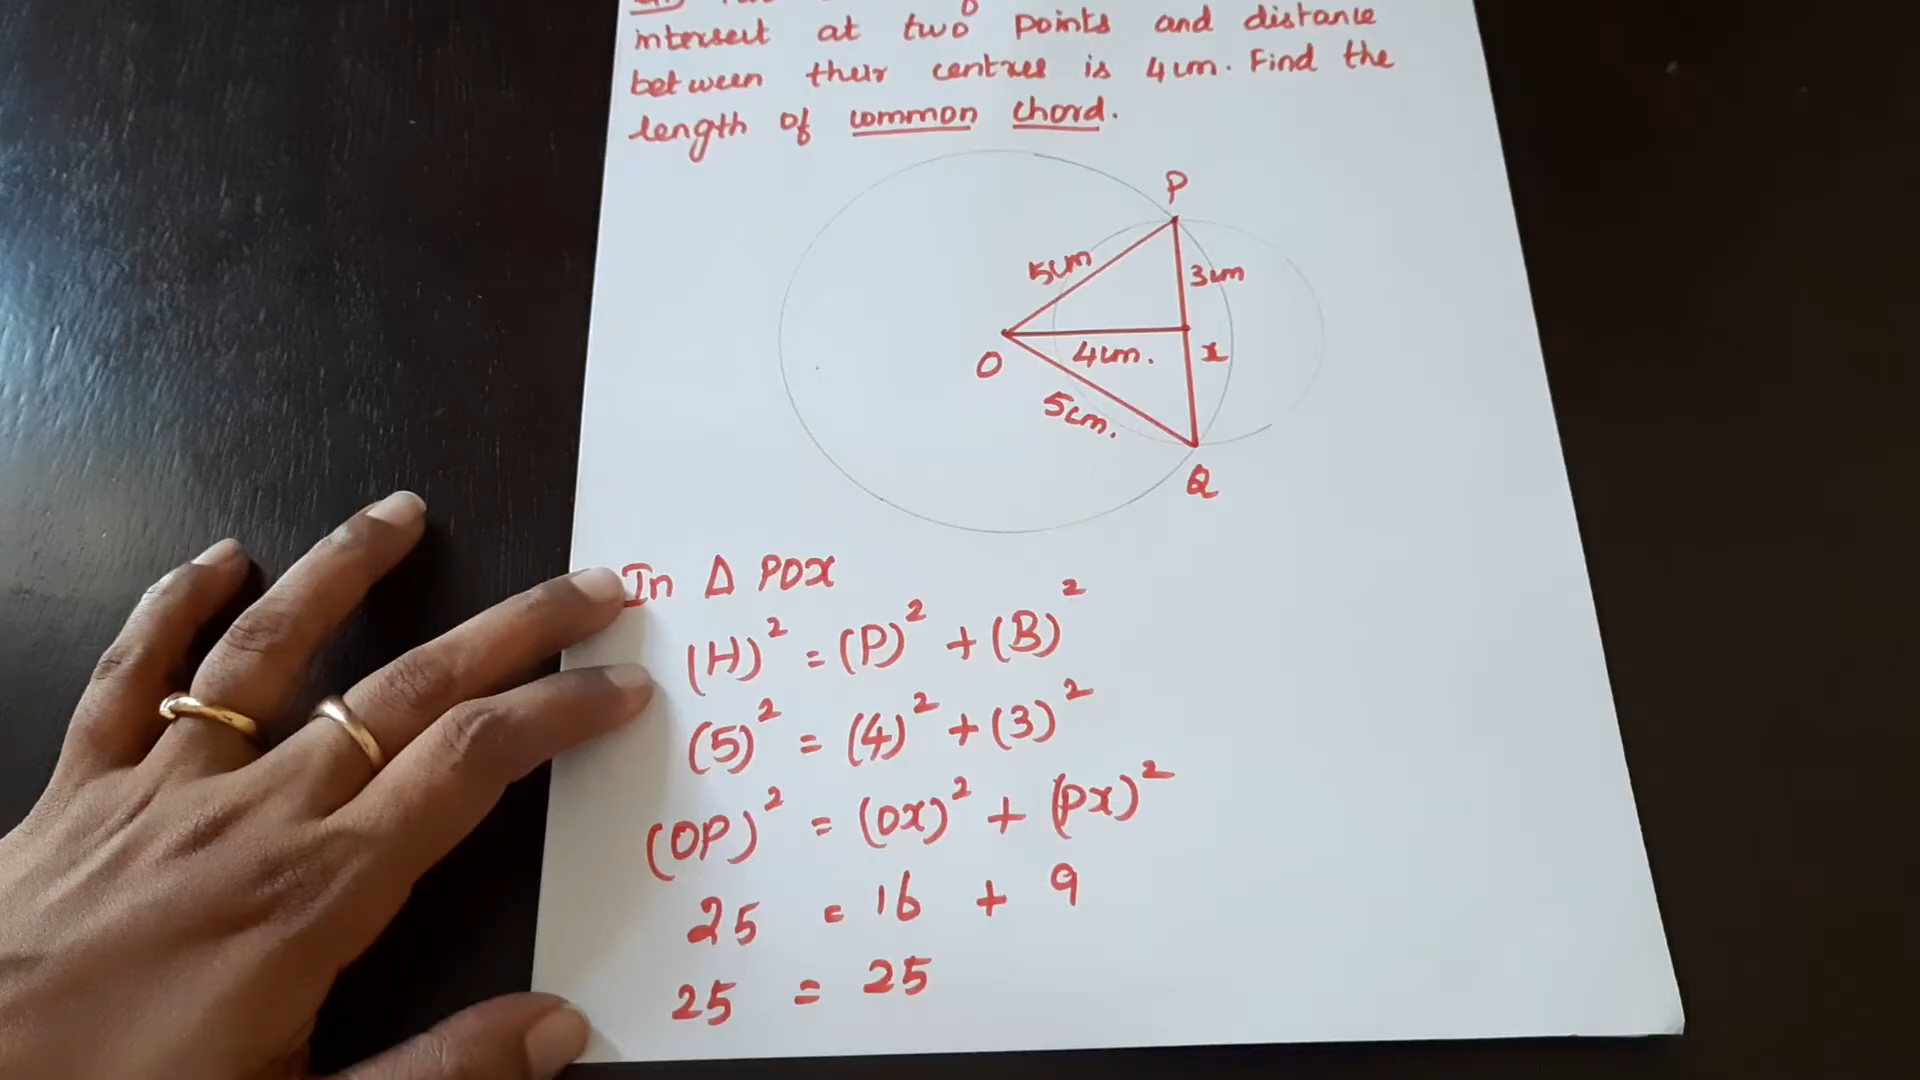 intersect at two points and distance
between their centres is 4cm. Find the
length of common chord.
P
5cm
3cm
O
4cm.
x
5cm.
Q
In Δ POX
(H)² = (P)² + (B)²
(5)² = (4)² + (3)²
(OP)² = (OX)² + (PX)²
25 = 16 + 9
25 = 25